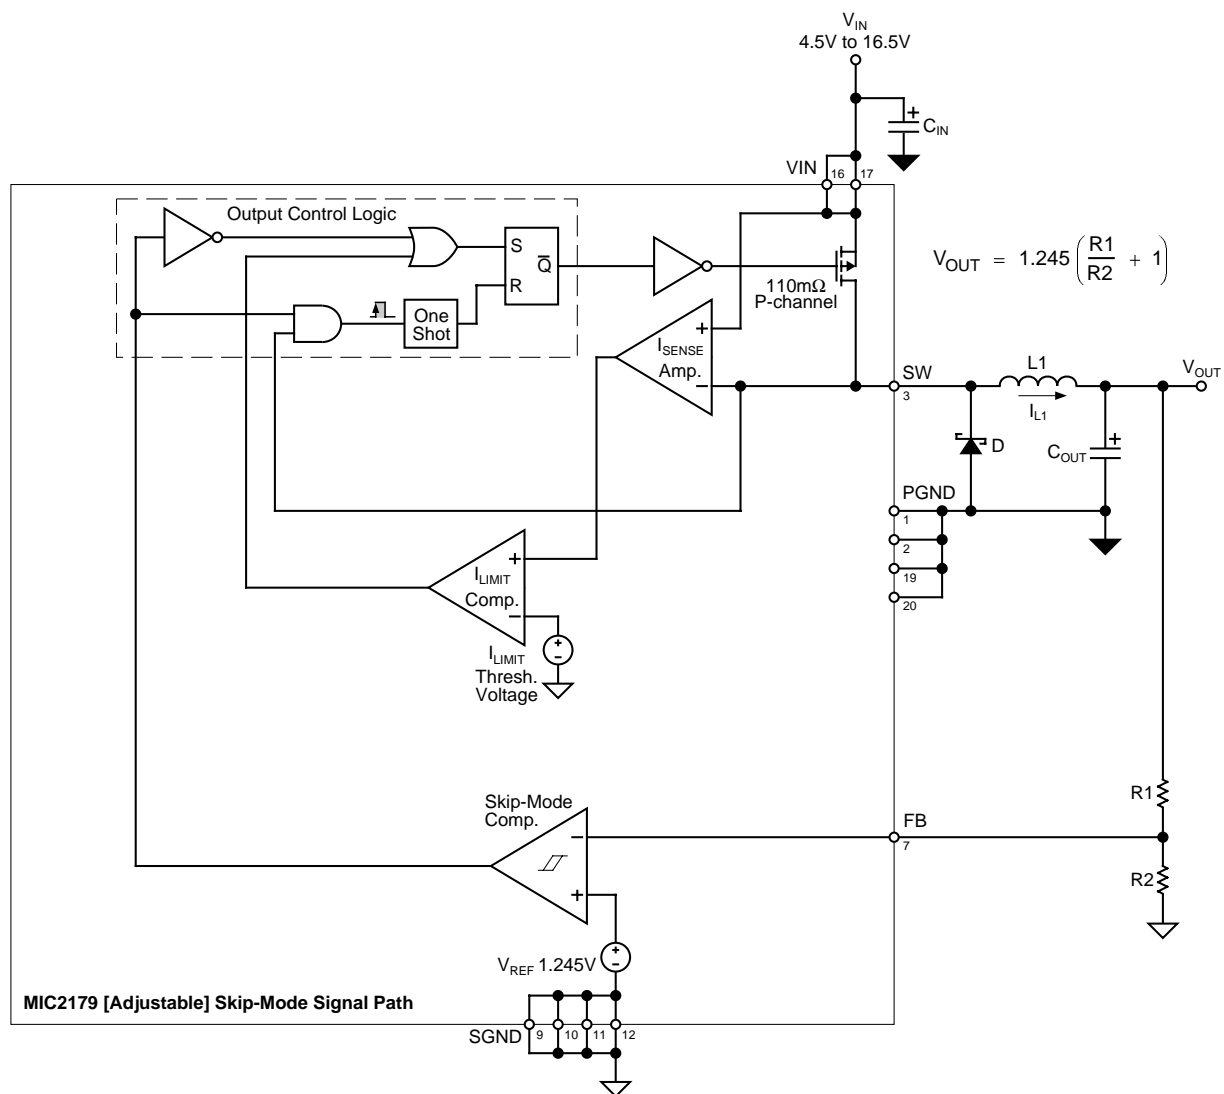 V_IN
4.5V to 16.5V
+
C_IN
VIN
16
17
Output Control Logic
S
Q̅
R
One
Shot
110mΩ
P-channel
V_OUT = 1.245 (R1/R2 + 1)
+
I_SENSE
Amp.
−
SW
3
L1
I_L1
V_OUT
D
+
C_OUT
PGND
1
2
19
20
+
I_LIMIT
Comp.
−
+
−
I_LIMIT
Thresh.
Voltage
Skip-Mode
Comp.
−
+
FB
7
R1
R2
+
−
V_REF 1.245V
MIC2179 [Adjustable] Skip-Mode Signal Path
SGND
9
10
11
12